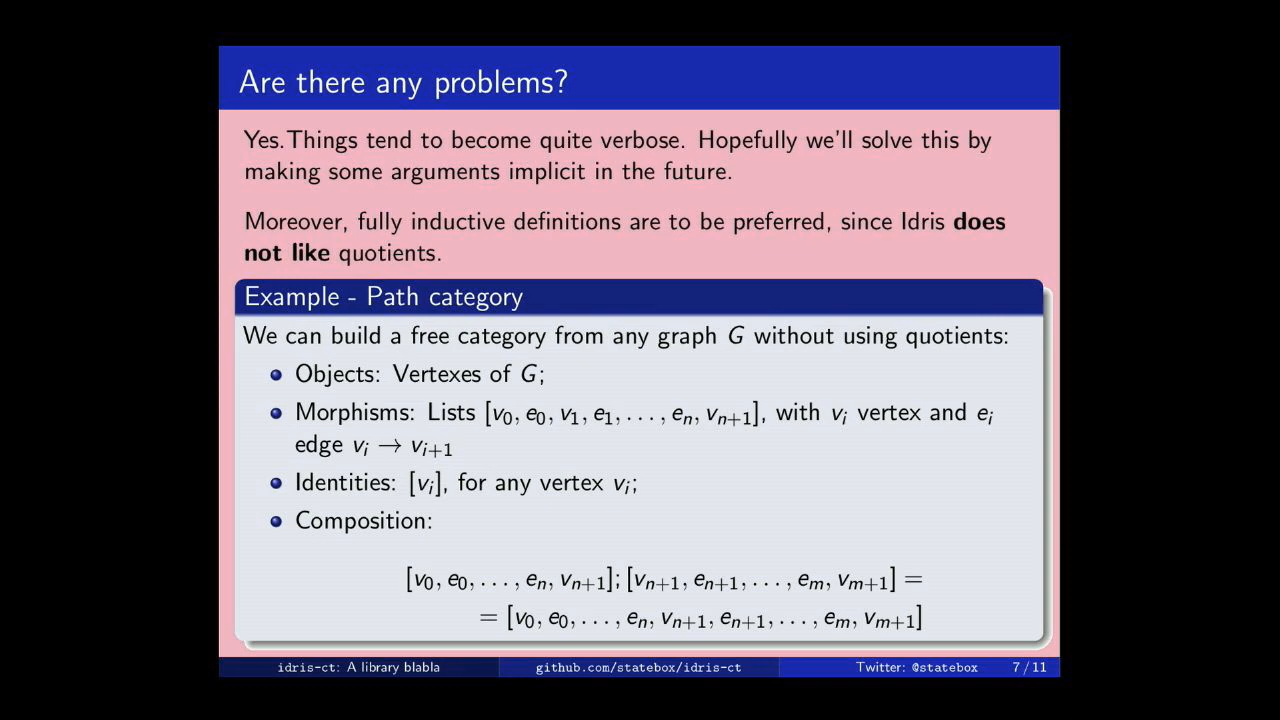 Are there any problems?
Yes.Things tend to become quite verbose. Hopefully we'll solve this by
making some arguments implicit in the future.
Moreover, fully inductive definitions are to be preferred, since Idris does
not like quotients.
Example - Path category
We can build a free category from any graph G without using quotients:
Objects: Vertexes of G;
Morphisms: Lists [v₀, e₀, v₁, e₁, . . . , eₙ, vₙ₊₁], with vᵢ vertex and eᵢ
edge vᵢ → vᵢ₊₁
Identities: [vᵢ], for any vertex vᵢ;
Composition:
[v₀, e₀, . . . , eₙ, vₙ₊₁]; [vₙ₊₁, eₙ₊₁, . . . , eₘ, vₘ₊₁] =
= [v₀, e₀, . . . , eₙ, vₙ₊₁, eₙ₊₁, . . . , eₘ, vₘ₊₁]
idris-ct: A library blabla github.com/statebox/idris-ct Twitter: @statebox 7 / 11